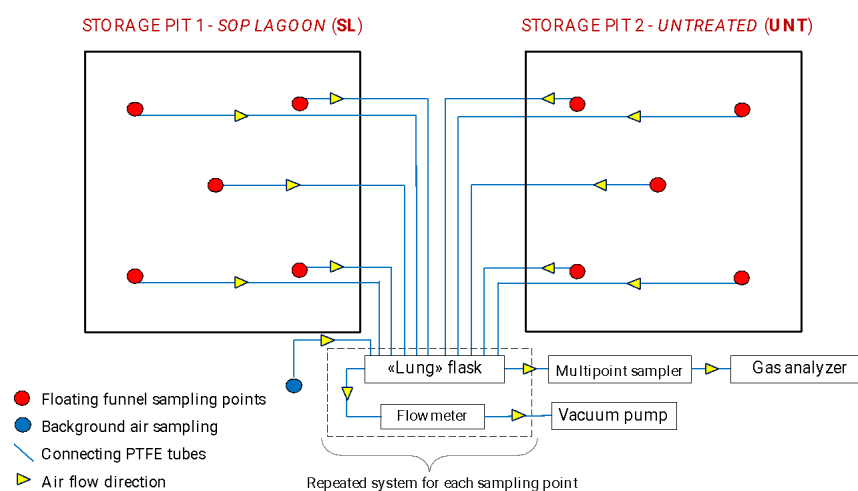 STORAGE PIT 1 - SOP LAGOON (SL)
STORAGE PIT 2 - UNTREATED (UNT)
«Lung» flask
Multipoint sampler
Gas analyzer
Flowmeter
Vacuum pump
Floating funnel sampling points
Background air sampling
Connecting PTFE tubes
Air flow direction
Repeated system for each sampling point